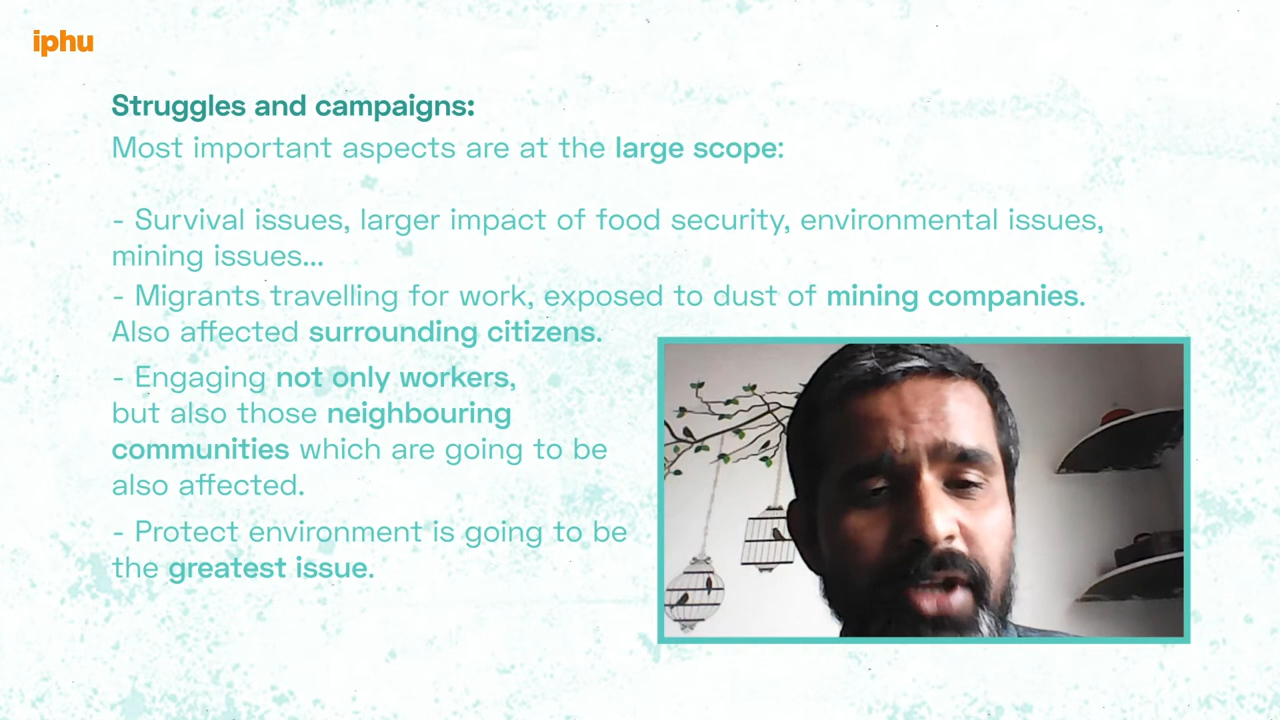 iphu
Struggles and campaigns:
Most important aspects are at the large scope:
- Survival issues, larger impact of food security, environmental issues,
mining issues...
- Migrants travelling for work, exposed to dust of mining companies.
Also affected surrounding citizens.
- Engaging not only workers,
but also those neighbouring
communities which are going to be
also affected.
- Protect environment is going to be
the greatest issue.